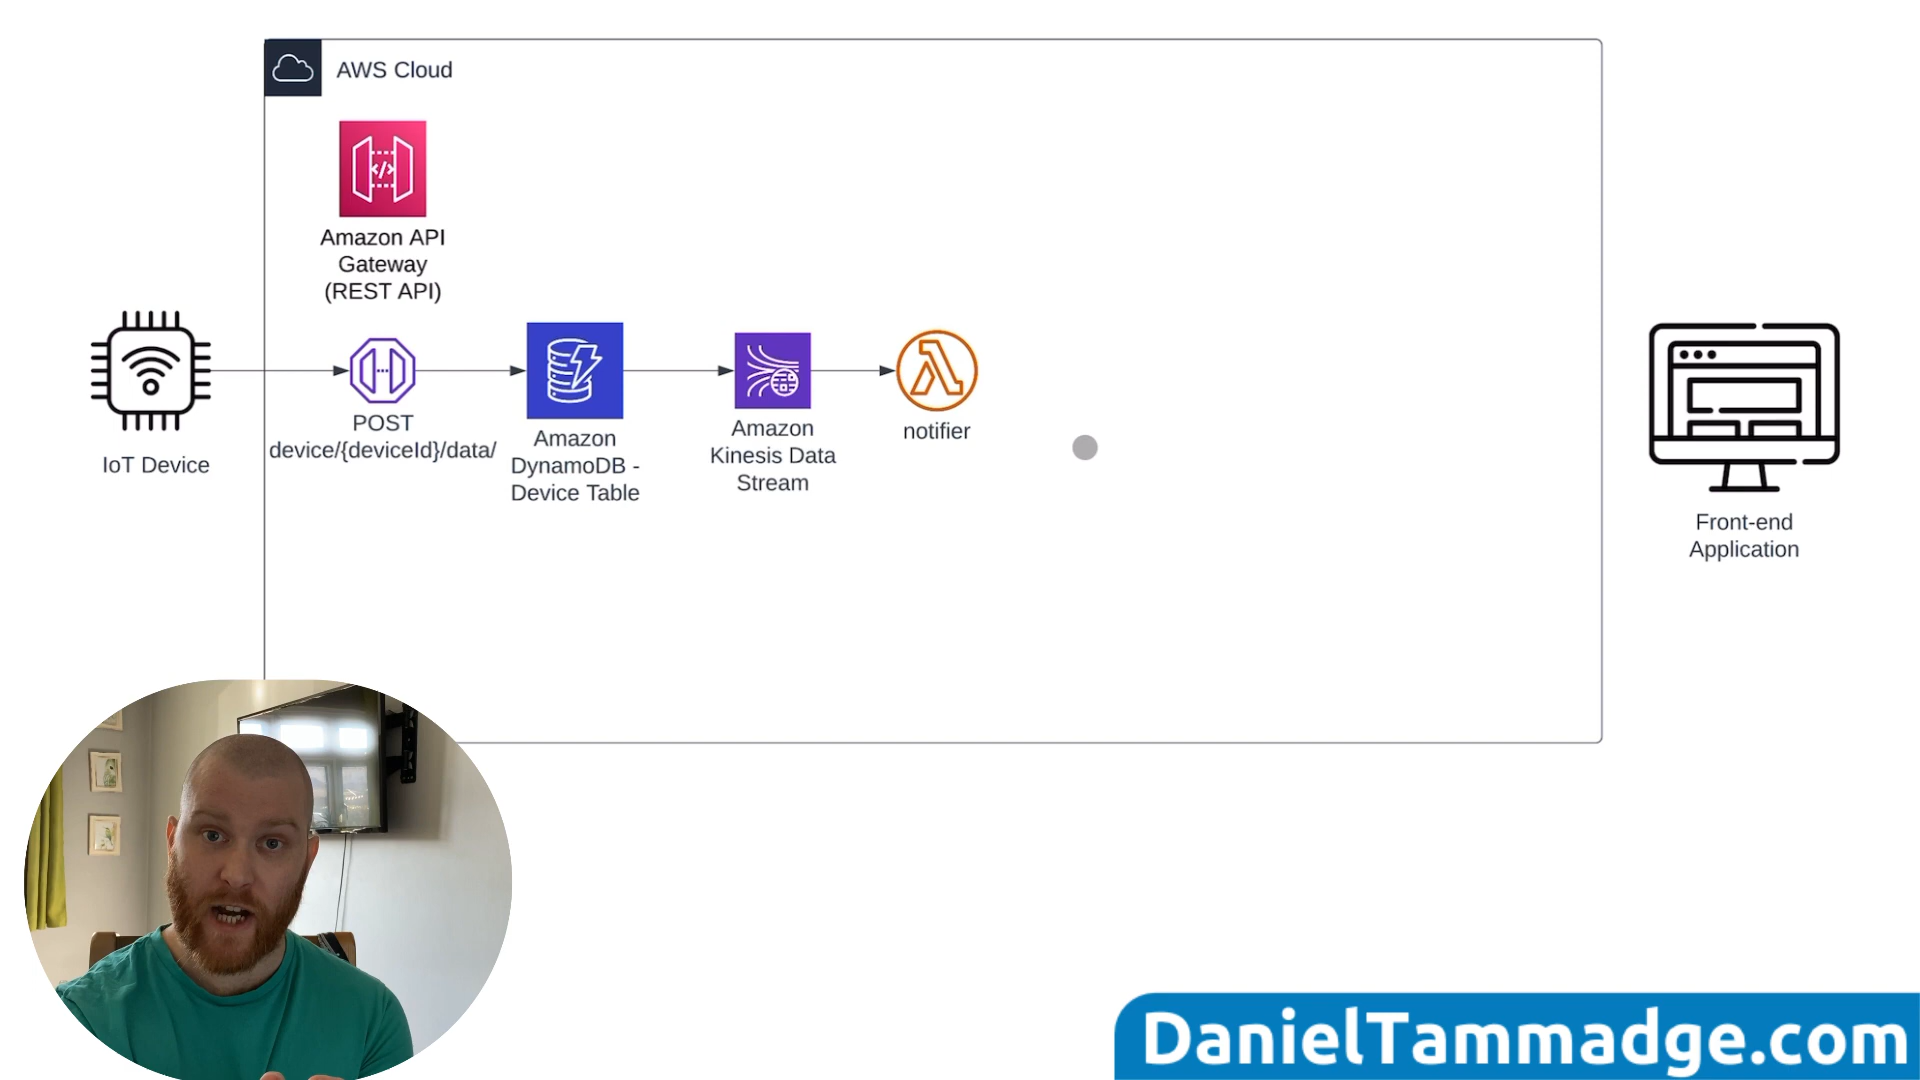 AWS Cloud
Amazon API
Gateway
(REST API)
POST
device/{deviceId}/data/
IoT Device
Amazon
DynamoDB -
Device Table
Amazon
Kinesis Data
Stream
notifier
Front-end
Application
DanielTammadge.com